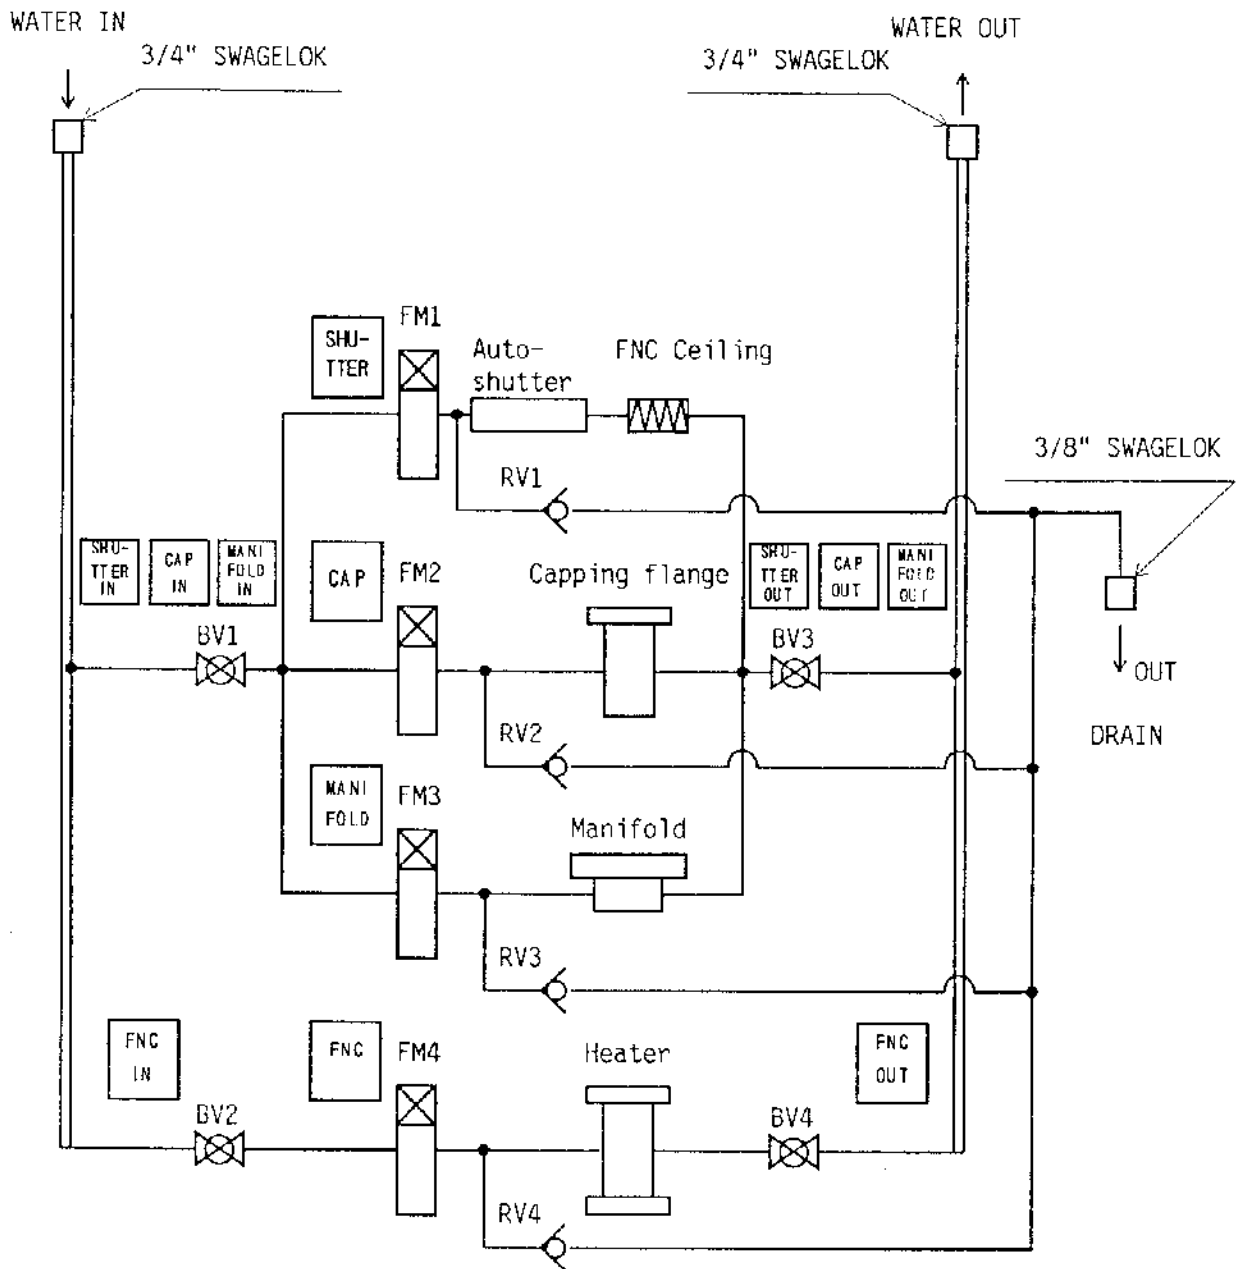 WATER IN
3/4" SWAGELOK
WATER OUT
3/4" SWAGELOK
SHU-
TTER
FM1
Auto-
shutter
FNC Ceiling
3/8" SWAGELOK
RV1
SHU-
TTER
IN
CAP
IN
MANI
FOLD
IN
CAP
FM2
Capping flange
SHU-
TTER
OUT
CAP
OUT
MANI
FOLD
OUT
BV1
BV3
OUT
DRAIN
RV2
MANI
FOLD
FM3
Manifold
RV3
FNC
IN
FNC
FM4
Heater
FNC
OUT
BV2
BV4
RV4